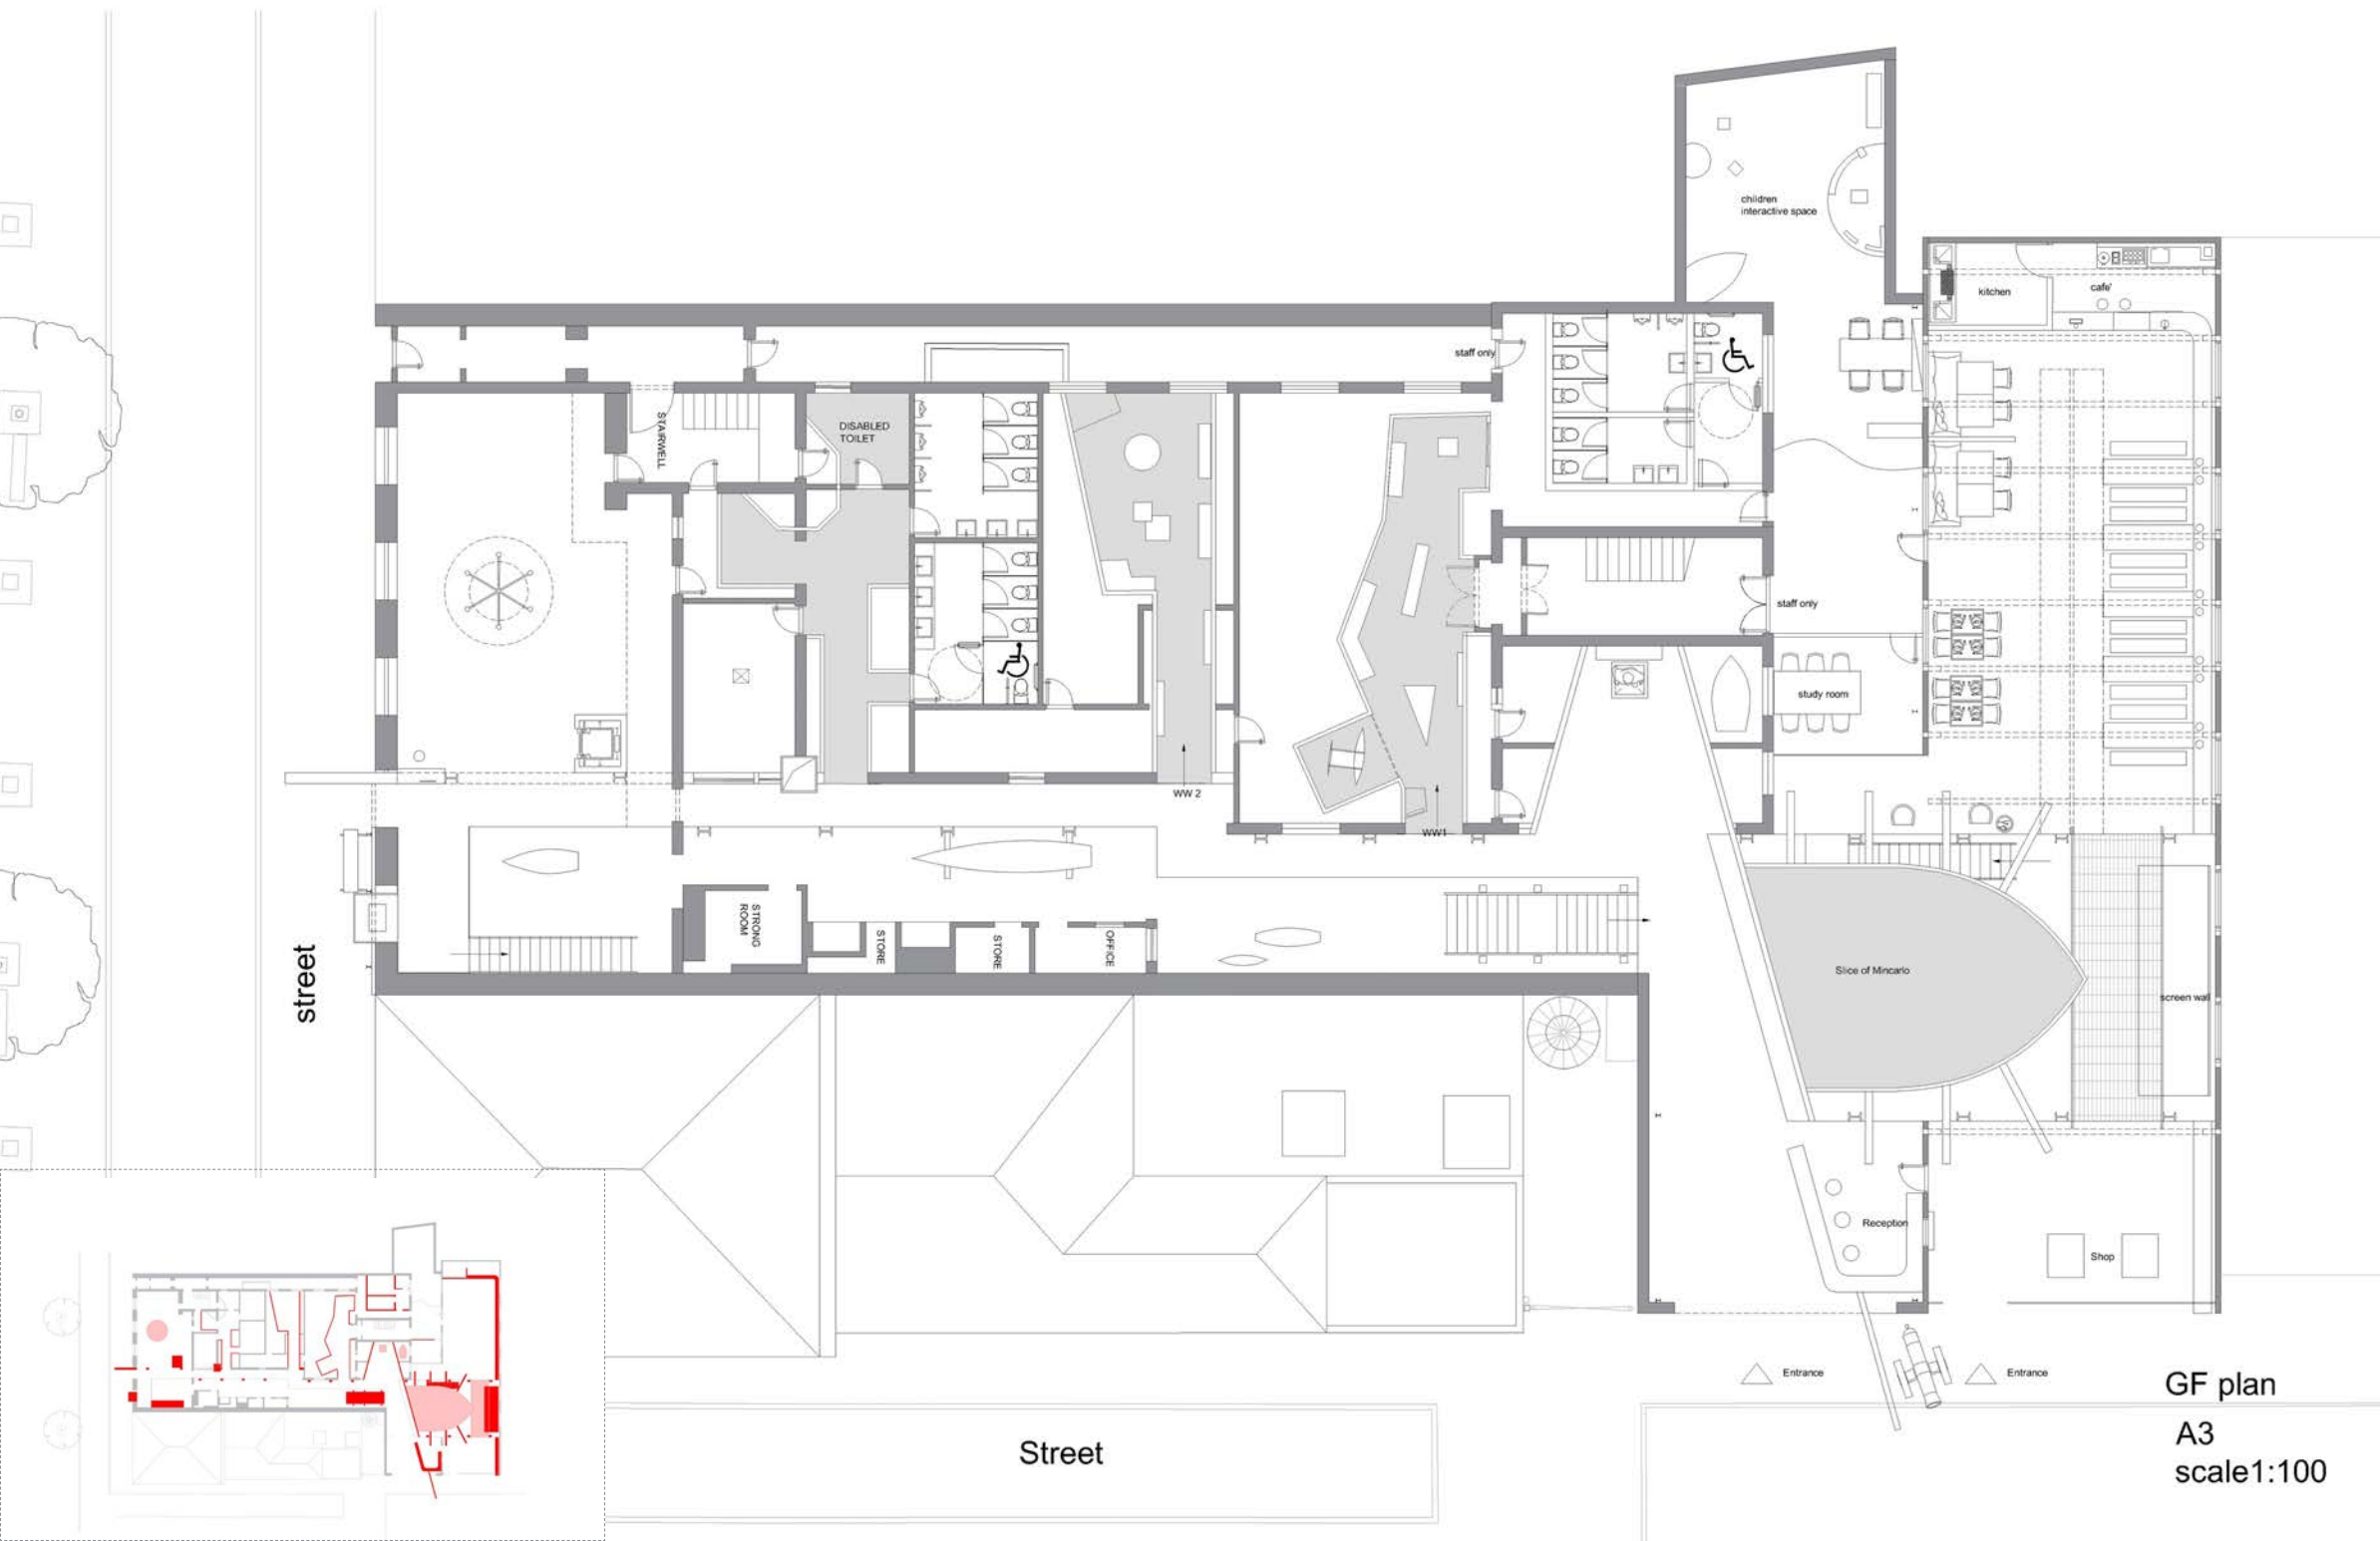 children
interactive space
kitchen
cafe'
staff only
STAIRWELL
DISABLED
TOILET
staff only
study room
WW 2
WW1
STRONG
ROOM
STORE
STORE
OFFICE
street
Slice of Mincarlo
screen wall
Reception
Shop
Entrance
Entrance
GF plan
A3
scale1:100
Street